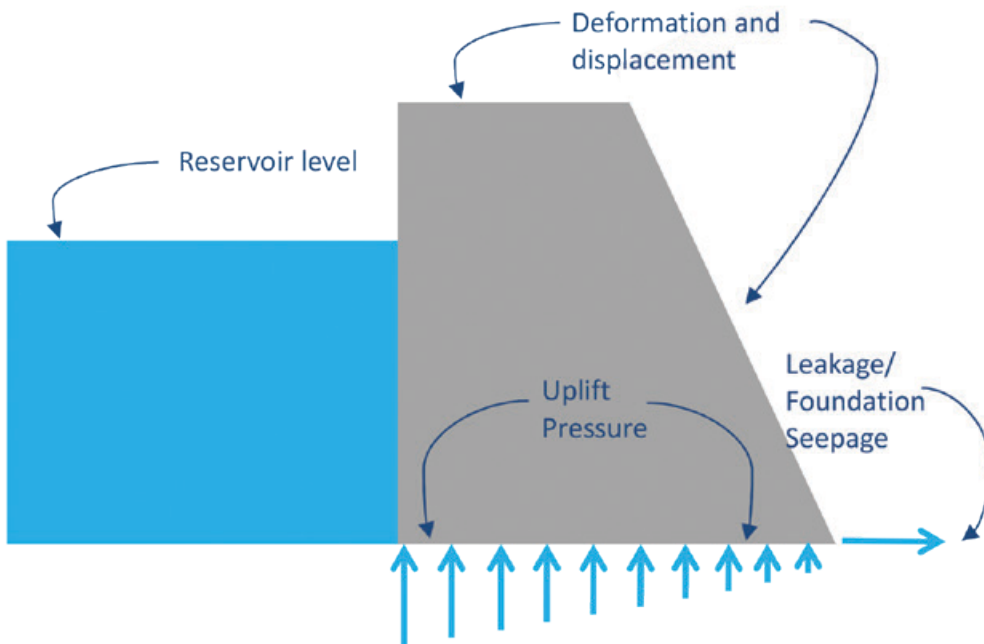 Deformation and
displacement
Reservoir level
Uplift
Pressure
Leakage/
Foundation
Seepage